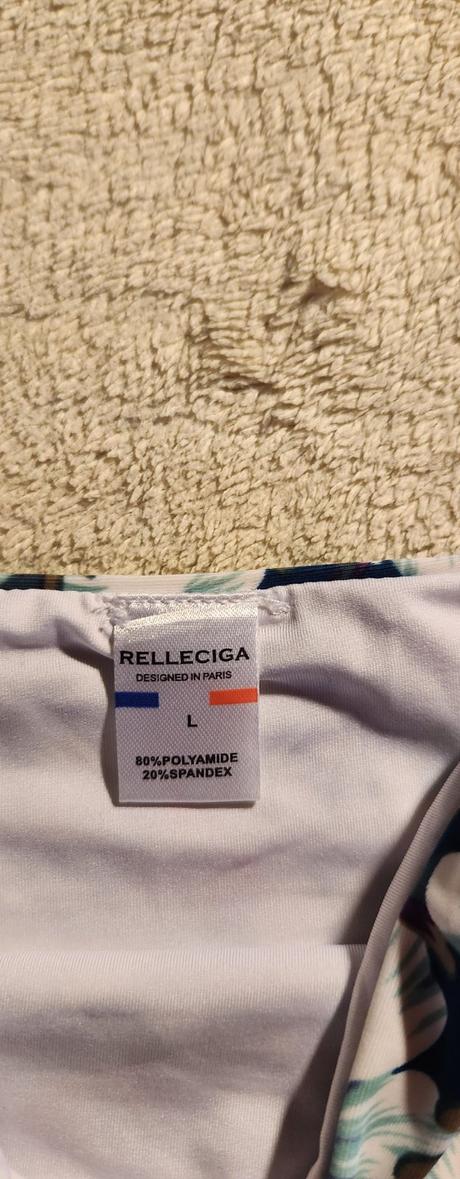 RELLECIGA
DESIGNED IN PARIS
L
80%POLYAMIDE
20%SPANDEX